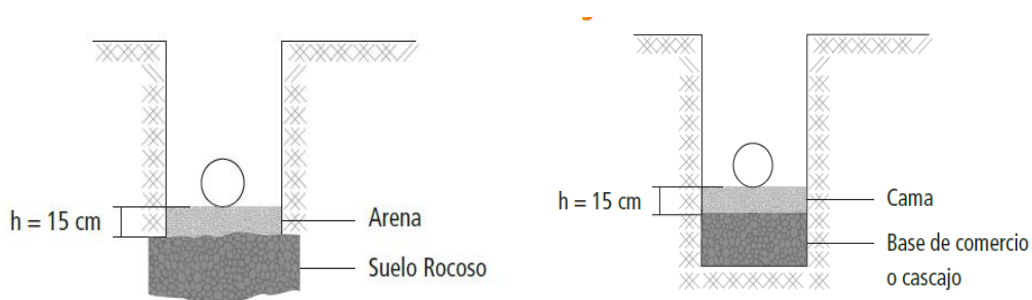 h = 15 cm
Arena
Suelo Rocoso
h = 15 cm
Cama
Base de comercio
o cascajo